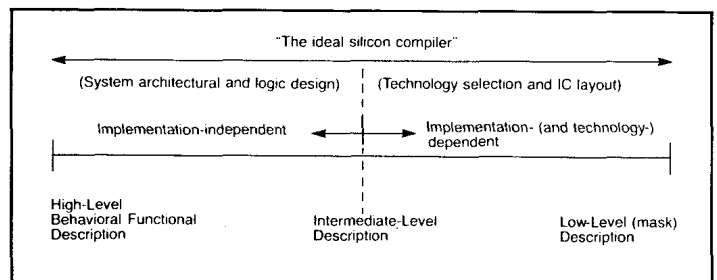 "The ideal silicon compiler"
(System architectural and logic design)
(Technology selection and IC layout)
Implementation-independent
Implementation- (and technology-)
dependent
High-Level
Behavioral Functional
Description
Intermediate-Level
Description
Low-Level (mask)
Description